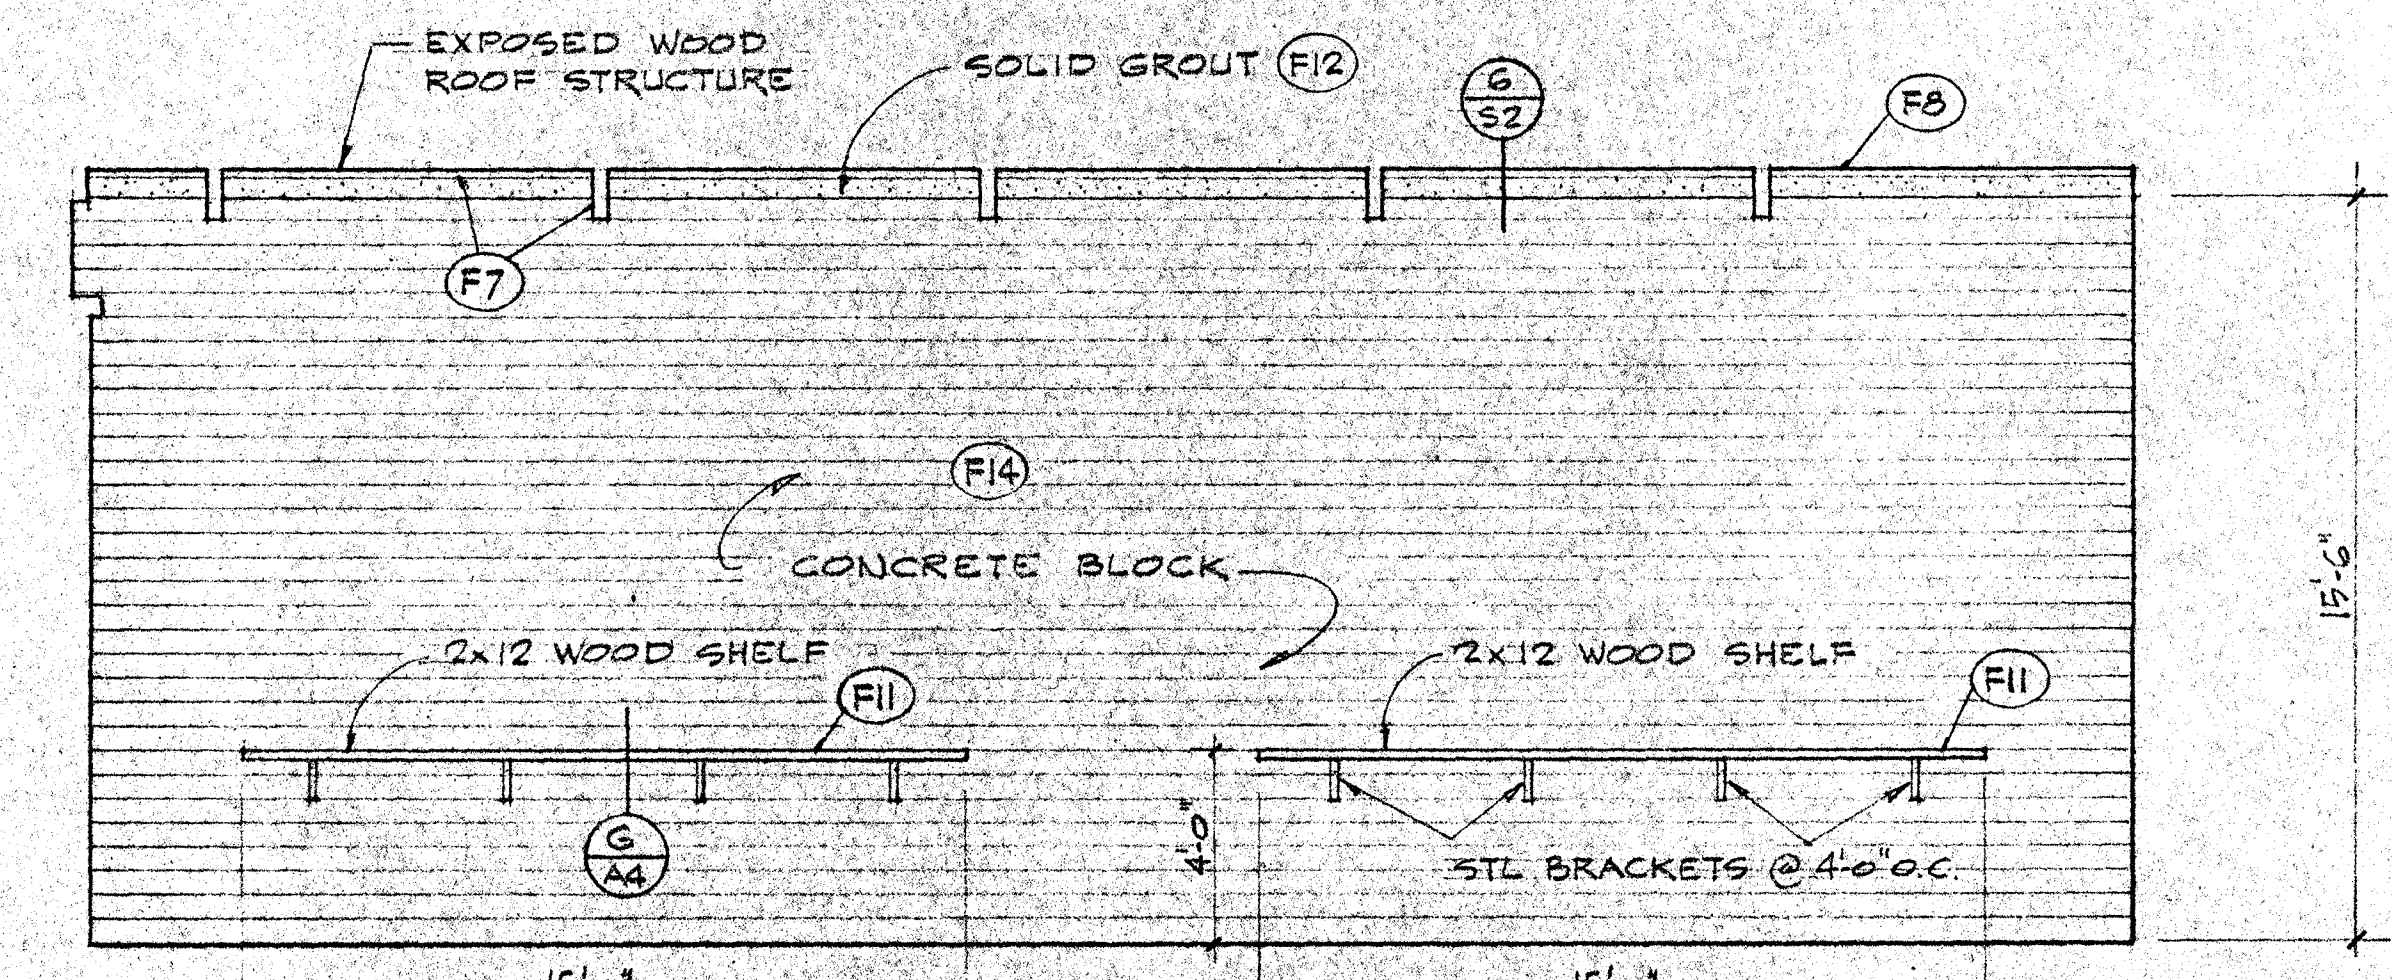 EXPOSED WOOD
ROOF STRUCTURE
SOLID GROUT F12
6
S2
F8
F7
F14
CONCRETE BLOCK
15'-6"
2x12 WOOD SHELF
F11
2x12 WOOD SHELF
F11
4'-0"
G
A4
STL BRACKETS @ 4'-0" O.C.